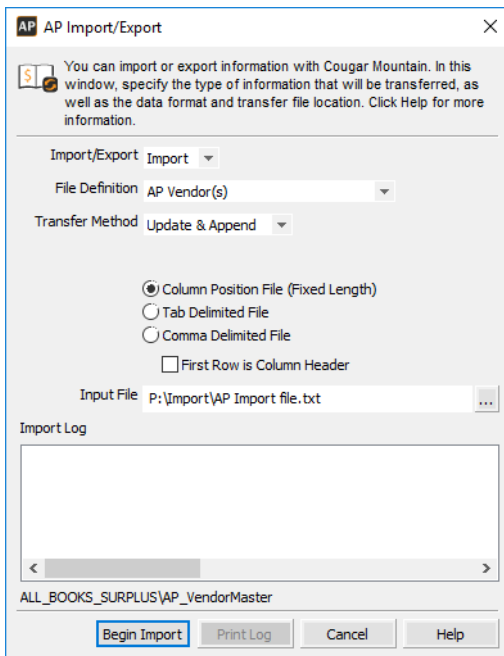 AP AP Import/Export
You can import or export information with Cougar Mountain. In this
window, specify the type of information that will be transferred, as
well as the data format and transfer file location. Click Help for more
information.
Import/Export Import
File Definition AP Vendor(s)
Transfer Method Update & Append
Column Position File (Fixed Length)
Tab Delimited File
Comma Delimited File
First Row is Column Header
Input File P:\Import\AP Import file.txt ...
Import Log
ALL_BOOKS_SURPLUS\AP_VendorMaster
Begin Import Print Log Cancel Help